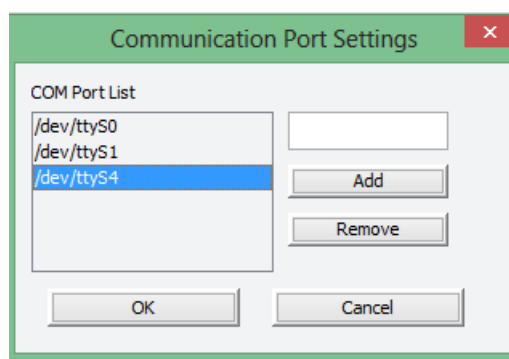 Communication Port Settings
COM Port List
/dev/ttyS0
/dev/ttyS1
/dev/ttyS4
Add
Remove
OK
Cancel